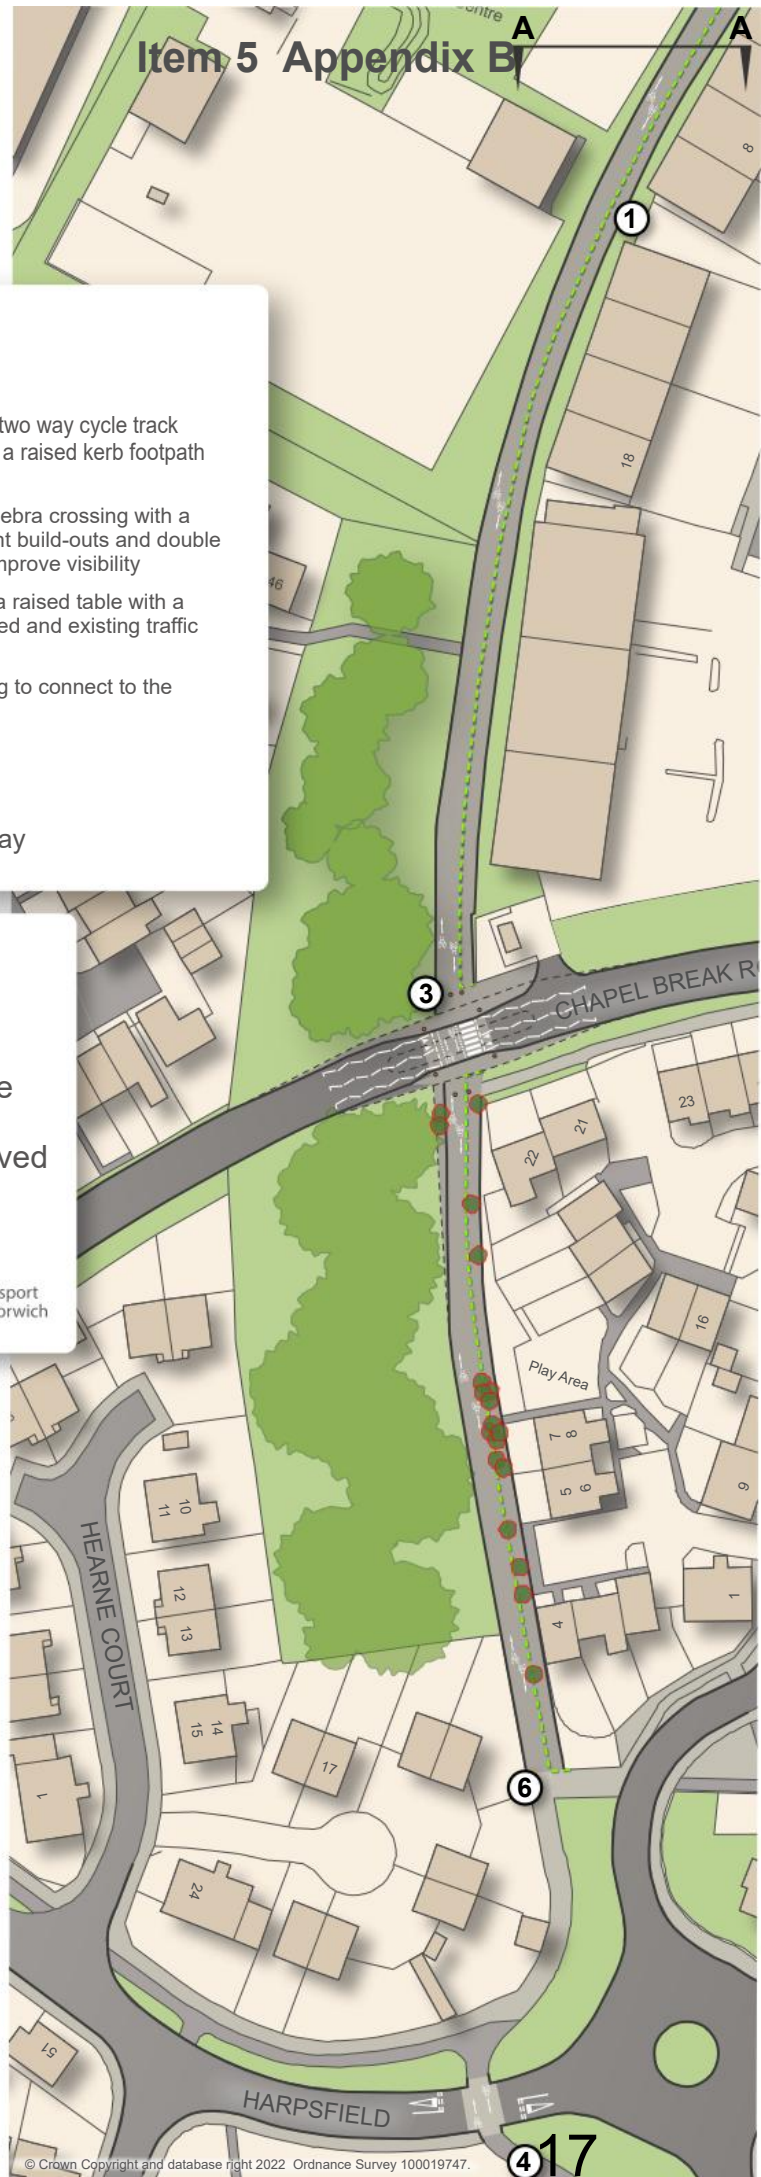 ntre
A A
Item 5 Appendix B
8
1
two way cycle track
a raised kerb footpath
18
ebra crossing with a
nt build-outs and double
mprove visibility
46
a raised table with a
ed and existing traffic
g to connect to the
ay
3
CHAPEL BREAK R
e
23
21
22
ved
sport
orwich
16
Play Area
7 8
5 6
9
10
11
HEARNE COURT
12
13
1
4
14
15
17
1
6
24
51
HARPSFIELD
4
17
© Crown Copyright and database right 2022 Ordnance Survey 100019747.